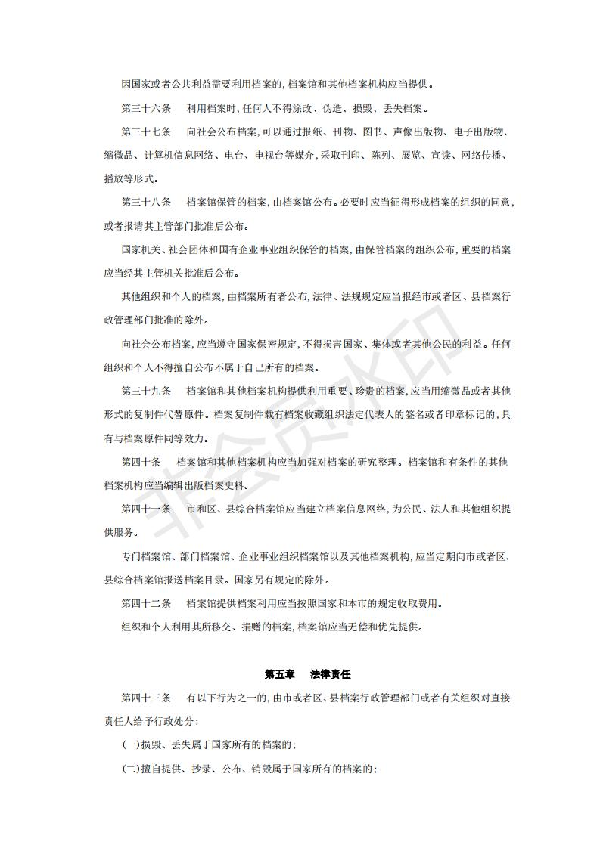 因国家或者公共利益需要利用档案的，档案馆和其他档案机构应当提供。
第三十六条　利用档案时，任何人不得涂改、伪造、损毁、丢失档案。
第三十七条　向社会公布档案，可以通过报纸、刊物、图书、声像出版物、电子出版物、
缩微品、计算机信息网络、电台、电视台等媒介，采取刊印、陈列、展览、宣读、网络传播、
播放等形式。
第三十八条　档案馆保管的档案，由档案馆公布。必要时应当征得形成档案的组织的同意，
或者报请其主管部门批准后公布。
国家机关、社会团体和国有企业事业组织保管的档案，由保管档案的组织公布，重要的档案
应当经其主管机关批准后公布。
其他组织和个人的档案，由档案所有者公布，法律、法规规定应当报经市或者区、县档案行
政管理部门批准的除外。
向社会公布档案，应当遵守国家保密规定，不得损害国家、集体或者其他公民的利益。任何
组织和个人不得擅自公布不属于自己所有的档案。
第三十九条　档案馆和其他档案机构提供利用重要、珍贵的档案，应当用缩微品或者其他
形式的复制件代替原件。档案复制件载有档案收藏组织法定代表人的签名或者印章标记的，具
有与档案原件同等效力。
第四十条　档案馆和其他档案机构应当加强对档案的研究整理。档案馆和有条件的其他
档案机构应当编辑出版档案史料。
第四十一条　市和区、县综合档案馆应当建立档案信息网络，为公民、法人和其他组织提
供服务。
专门档案馆、部门档案馆、企业事业组织档案馆以及其他档案机构，应当定期向市或者区、
县综合档案馆报送档案目录。国家另有规定的除外。
第四十二条　档案馆提供档案利用应当按照国家和本市的规定收取费用。
组织和个人利用其所移交、捐赠的档案，档案馆应当无偿和优先提供。
第五章　法律责任
第四十三条　有以下行为之一的，由市或者区、县档案行政管理部门或者有关组织对直接
责任人给予行政处分：
(一)损毁、丢失属于国家所有的档案的；
(二)擅自提供、抄录、公布、销毁属于国家所有的档案的；
非会员水印